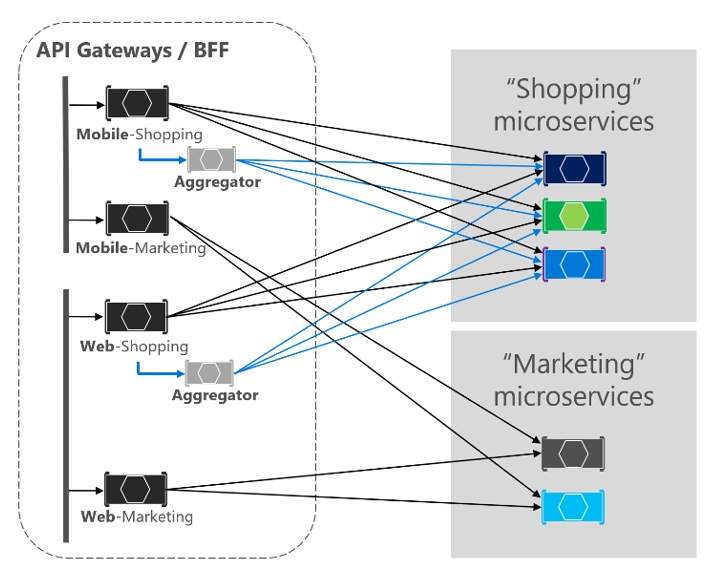 API Gateways / BFF
Mobile-Shopping
Aggregator
Mobile-Marketing
Web-Shopping
Aggregator
Web-Marketing
“Shopping”
microservices
“Marketing”
microservices